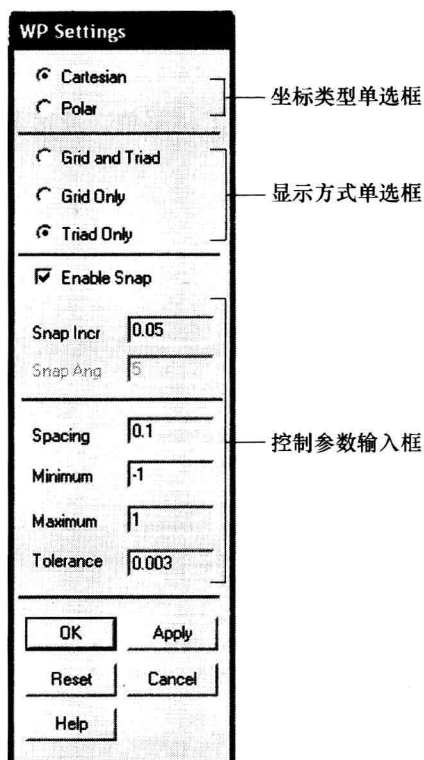 WP Settings
Cartesian
Polar
坐标类型单选框
Grid and Triad
Grid Only
Triad Only
显示方式单选框
Enable Snap
Snap Incr 0.05
Snap Ang 5
Spacing 0.1
控制参数输入框
Minimum -1
Maximum 1
Tolerance 0.003
OK Apply
Reset Cancel
Help